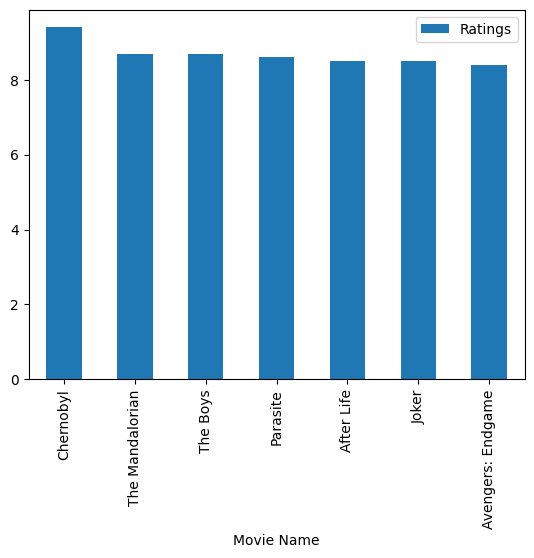 Ratings
8
6
4
2
0
Chernobyl
The Mandalorian
The Boys
Parasite
After Life
Joker
Avengers: Endgame
Movie Name